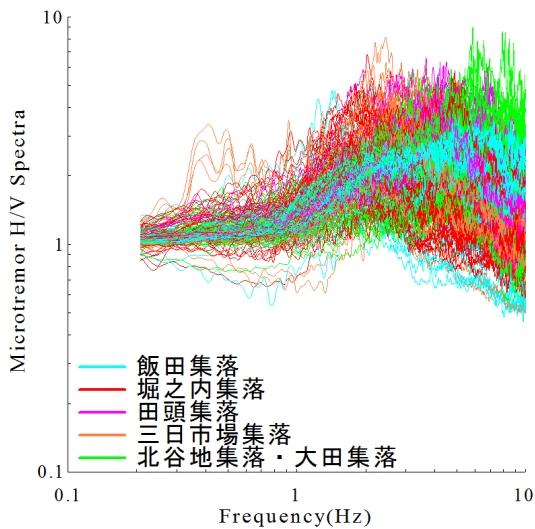 10
1
0.1
Microtremor H/V Spectra
飯田集落
堀之内集落
田頭集落
三日市場集落
北谷地集落・大田集落
0.1
1
10
Frequency(Hz)